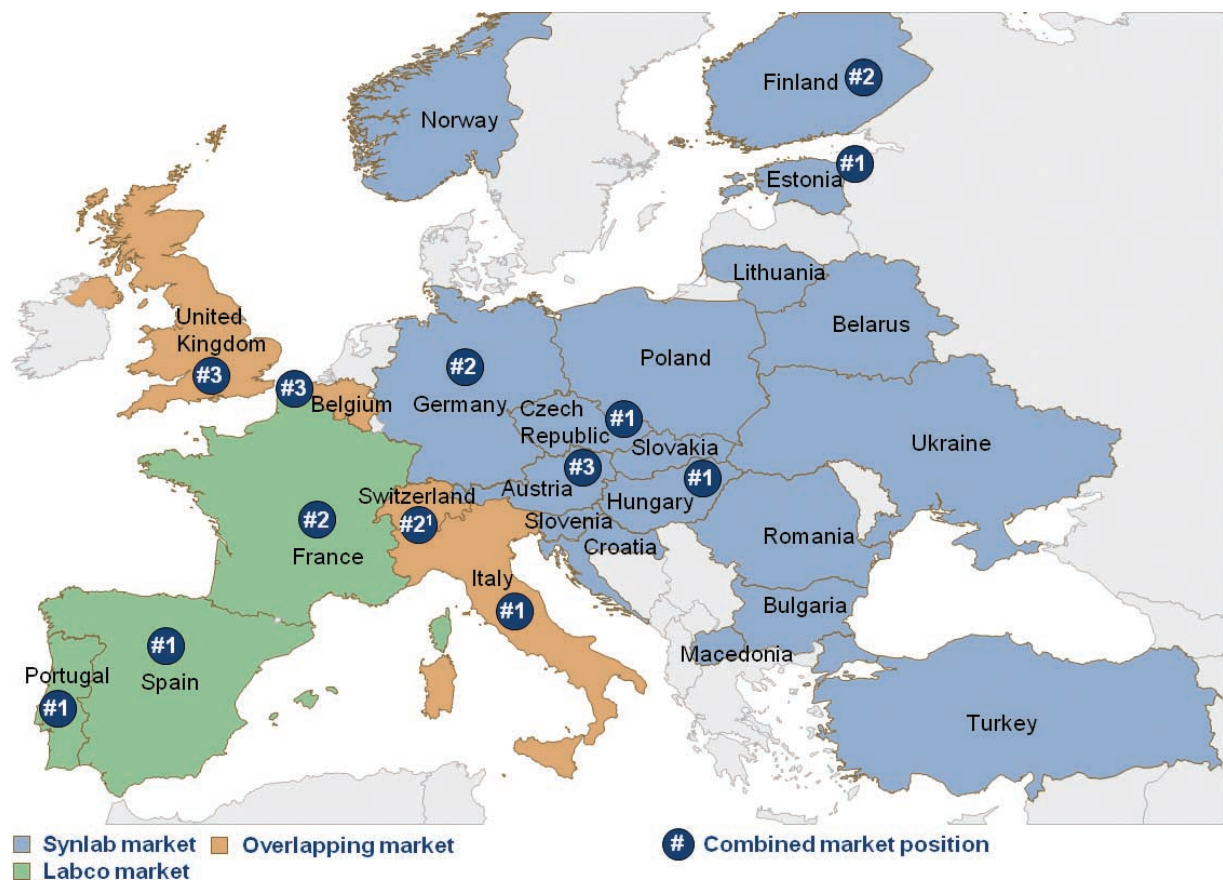 Finland
#2
Norway
#1
Estonia
Lithuania
Belarus
United
Kingdom
#3
#3
Belgium
#2
Germany
Poland
Czech
Republic
#1
Slovakia
Ukraine
#3
Austria
#1
Hungary
Switzerland
#2¹
Slovenia
Croatia
Romania
#2
France
Italy
#1
Bulgaria
Macedonia
#1
Spain
Portugal
#1
Turkey
Synlab market
Overlapping market
Labco market
# Combined market position